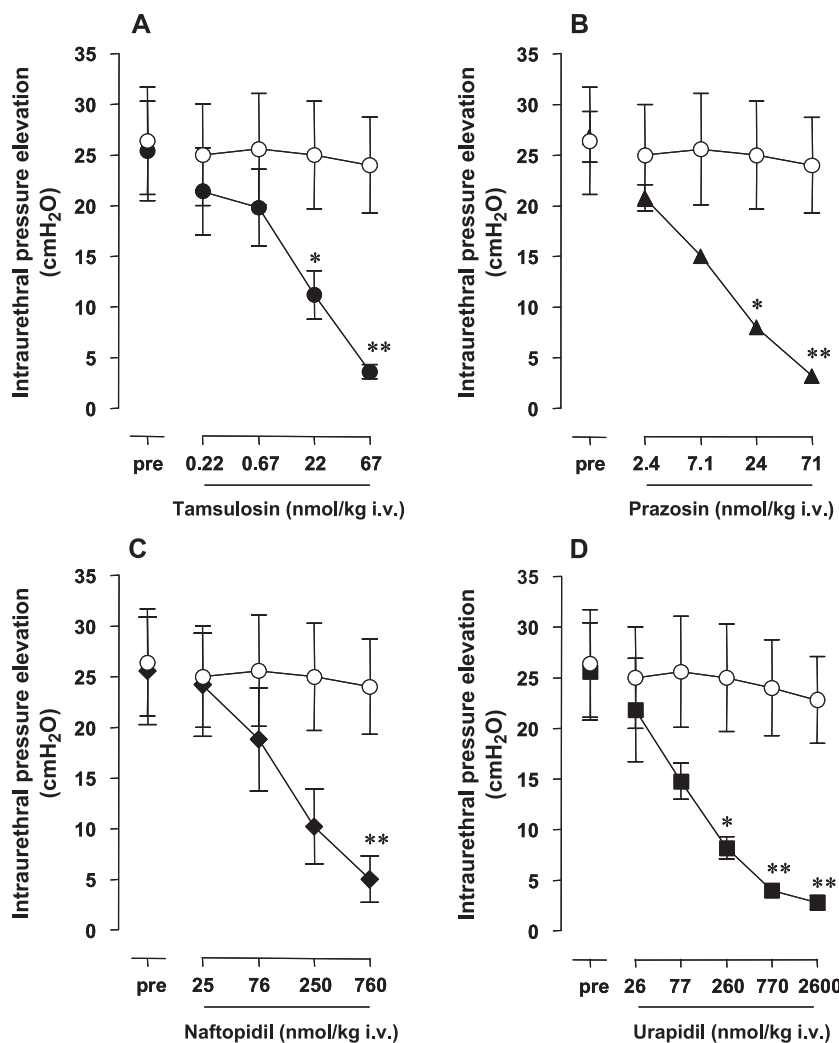 A
35
30
25
20
15
10
5
0
Intraurethral pressure elevation
(cmH2O)
*
**
pre
0.22
0.67
22
67
Tamsulosin (nmol/kg i.v.)
B
35
30
25
20
15
10
5
0
Intraurethral pressure elevation
(cmH2O)
*
**
pre
2.4
7.1
24
71
Prazosin (nmol/kg i.v.)
C
35
30
25
20
15
10
5
0
Intraurethral pressure elevation
(cmH2O)
**
pre
25
76
250
760
Naftopidil (nmol/kg i.v.)
D
35
30
25
20
15
10
5
0
Intraurethral pressure elevation
(cmH2O)
*
**
**
pre
26
77
260
770
2600
Urapidil (nmol/kg i.v.)